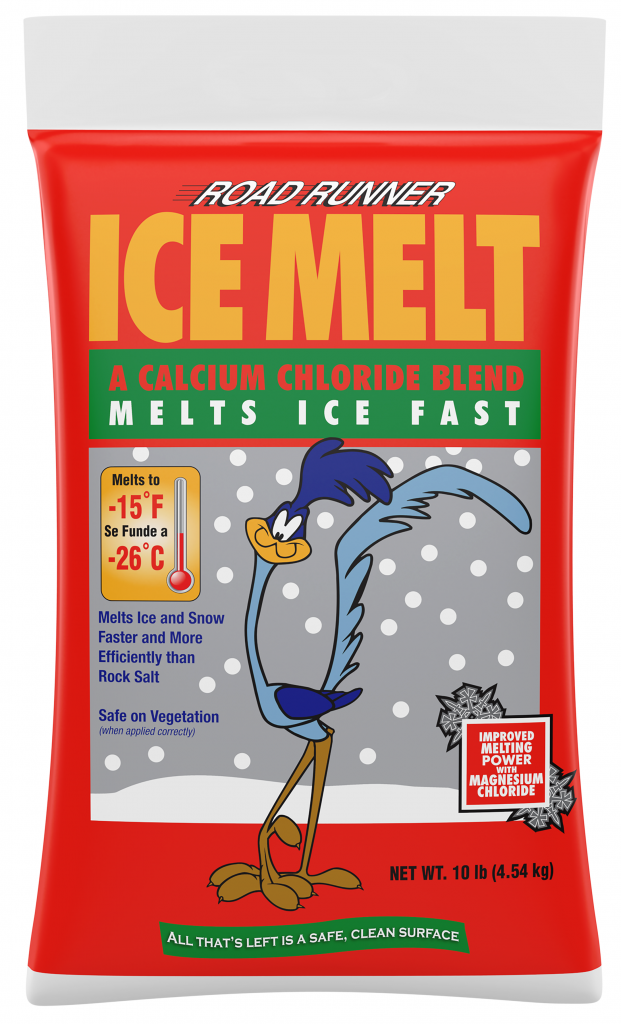 ROAD RUNNER
ICE MELT
A CALCIUM CHLORIDE BLEND
MELTS ICE FAST
Melts to
-15°F
Se Funde a
-26°C
Melts Ice and Snow
Faster and More
Efficiently than
Rock Salt
Safe on Vegetation
(when applied correctly)
IMPROVED
MELTING
POWER
WITH
MAGNESIUM
CHLORIDE
NET WT. 10 lb (4.54 kg)
ALL THAT'S LEFT IS A SAFE, CLEAN SURFACE